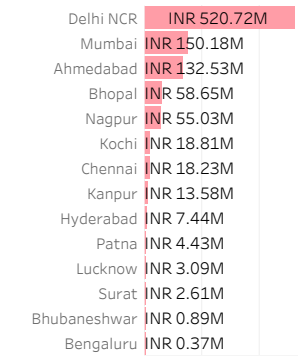 Delhi NCR INR 520.72M
Mumbai INR 150.18M
Ahmedabad INR 132.53M
Bhopal INR 58.65M
Nagpur INR 55.03M
Kochi INR 18.81M
Chennai INR 18.23M
Kanpur INR 13.58M
Hyderabad INR 7.44M
Patna INR 4.43M
Lucknow INR 3.09M
Surat INR 2.61M
Bhubaneshwar INR 0.89M
Bengaluru INR 0.37M